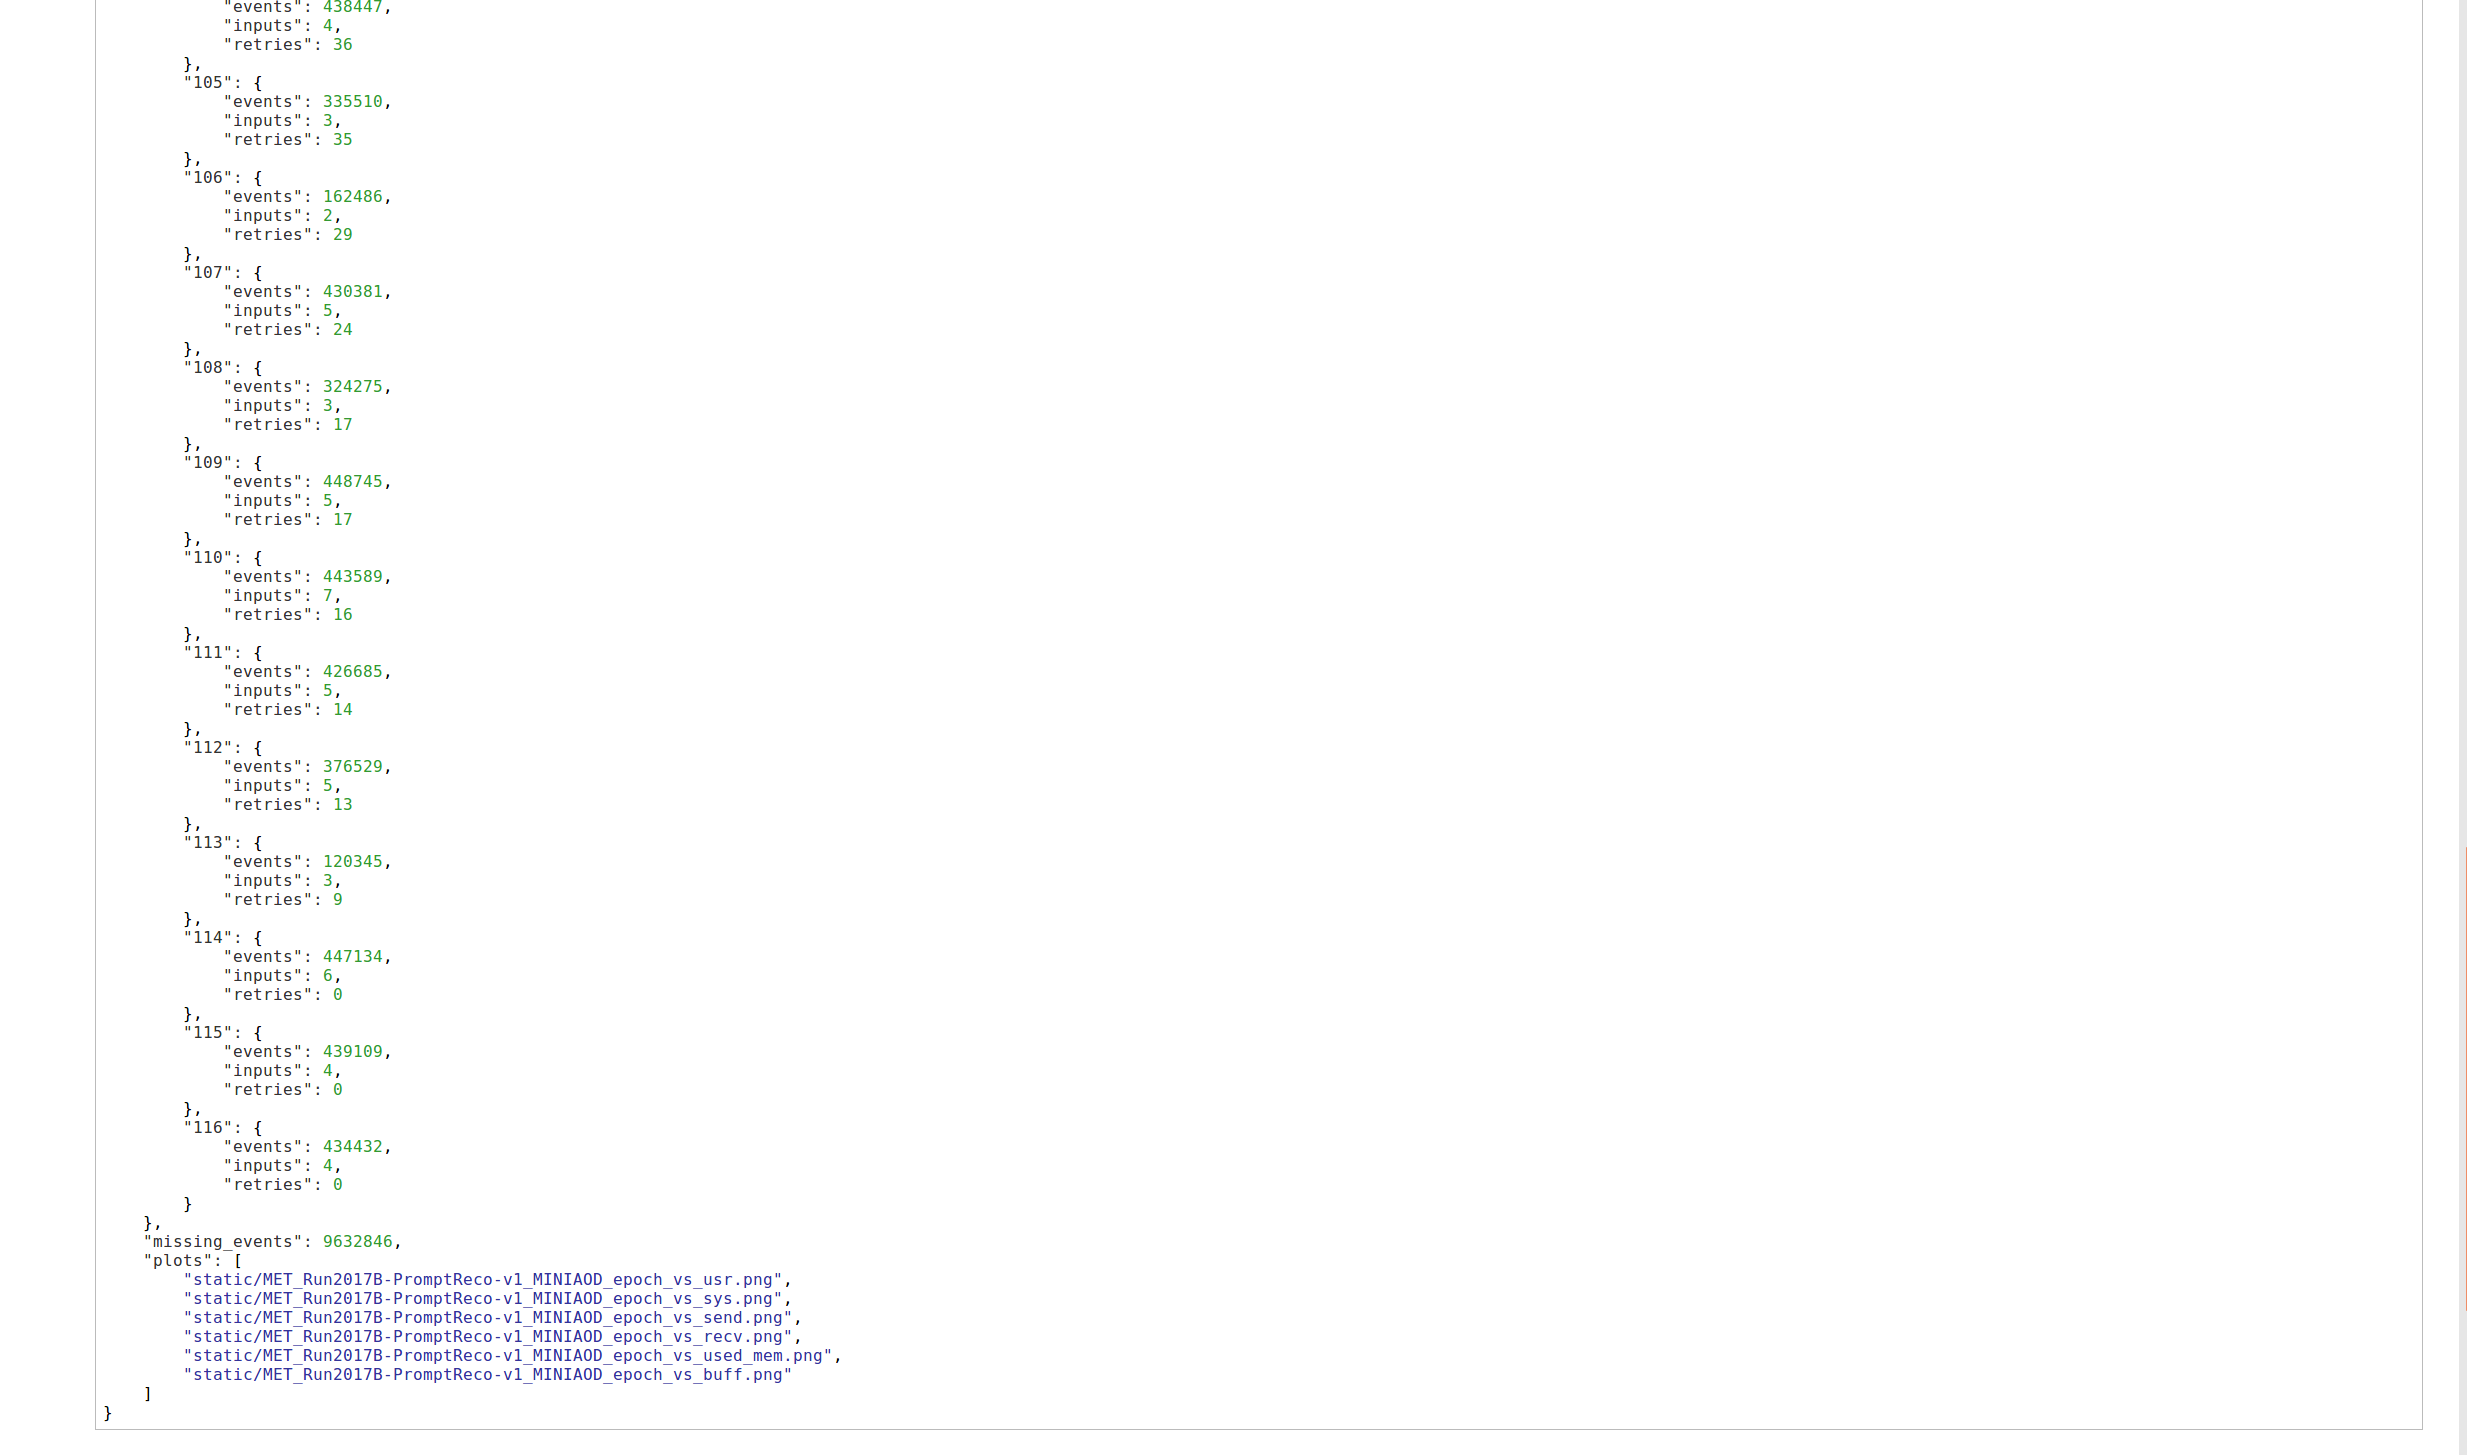 "events": 438447,
"inputs": 4,
"retries": 36
},
"105": {
"events": 335510,
"inputs": 3,
"retries": 35
},
"106": {
"events": 162486,
"inputs": 2,
"retries": 29
},
"107": {
"events": 430381,
"inputs": 5,
"retries": 24
},
"108": {
"events": 324275,
"inputs": 3,
"retries": 17
},
"109": {
"events": 448745,
"inputs": 5,
"retries": 17
},
"110": {
"events": 443589,
"inputs": 7,
"retries": 16
},
"111": {
"events": 426685,
"inputs": 5,
"retries": 14
},
"112": {
"events": 376529,
"inputs": 5,
"retries": 13
},
"113": {
"events": 120345,
"inputs": 3,
"retries": 9
},
"114": {
"events": 447134,
"inputs": 6,
"retries": 0
},
"115": {
"events": 439109,
"inputs": 4,
"retries": 0
},
"116": {
"events": 434432,
"inputs": 4,
"retries": 0
}
},
"missing_events": 9632846,
"plots": [
"static/MET_Run2017B-PromptReco-v1_MINIAOD_epoch_vs_usr.png",
"static/MET_Run2017B-PromptReco-v1_MINIAOD_epoch_vs_sys.png",
"static/MET_Run2017B-PromptReco-v1_MINIAOD_epoch_vs_send.png",
"static/MET_Run2017B-PromptReco-v1_MINIAOD_epoch_vs_recv.png",
"static/MET_Run2017B-PromptReco-v1_MINIAOD_epoch_vs_used_mem.png",
"static/MET_Run2017B-PromptReco-v1_MINIAOD_epoch_vs_buff.png"
]
}